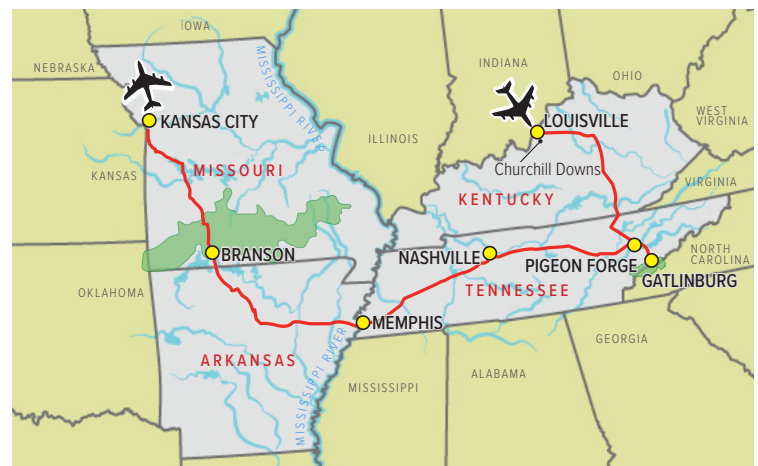 IOWA
NEBRASKA
MISSISSIPPI RIVER
INDIANA
OHIO
KANSAS CITY
LOUISVILLE
WEST
VIRGINIA
ILLINOIS
Churchill Downs
MISSOURI
KANSAS
KENTUCKY
VIRGINIA
BRANSON
NASHVILLE
NORTH
CAROLINA
PIGEON FORGE
GATLINBURG
OKLAHOMA
TENNESSEE
MEMPHIS
ARKANSAS
MISSISSIPPI RIVER
GEORGIA
MISSISSIPPI
ALABAMA